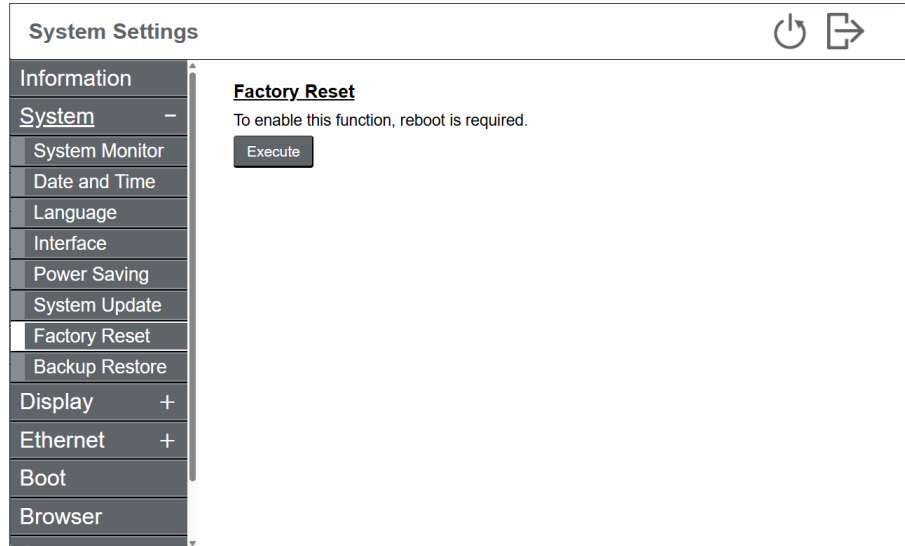 System Settings
Information
System −
System Monitor
Date and Time
Language
Interface
Power Saving
System Update
Factory Reset
Backup Restore
Display +
Ethernet +
Boot
Browser
Factory Reset
To enable this function, reboot is required.
Execute